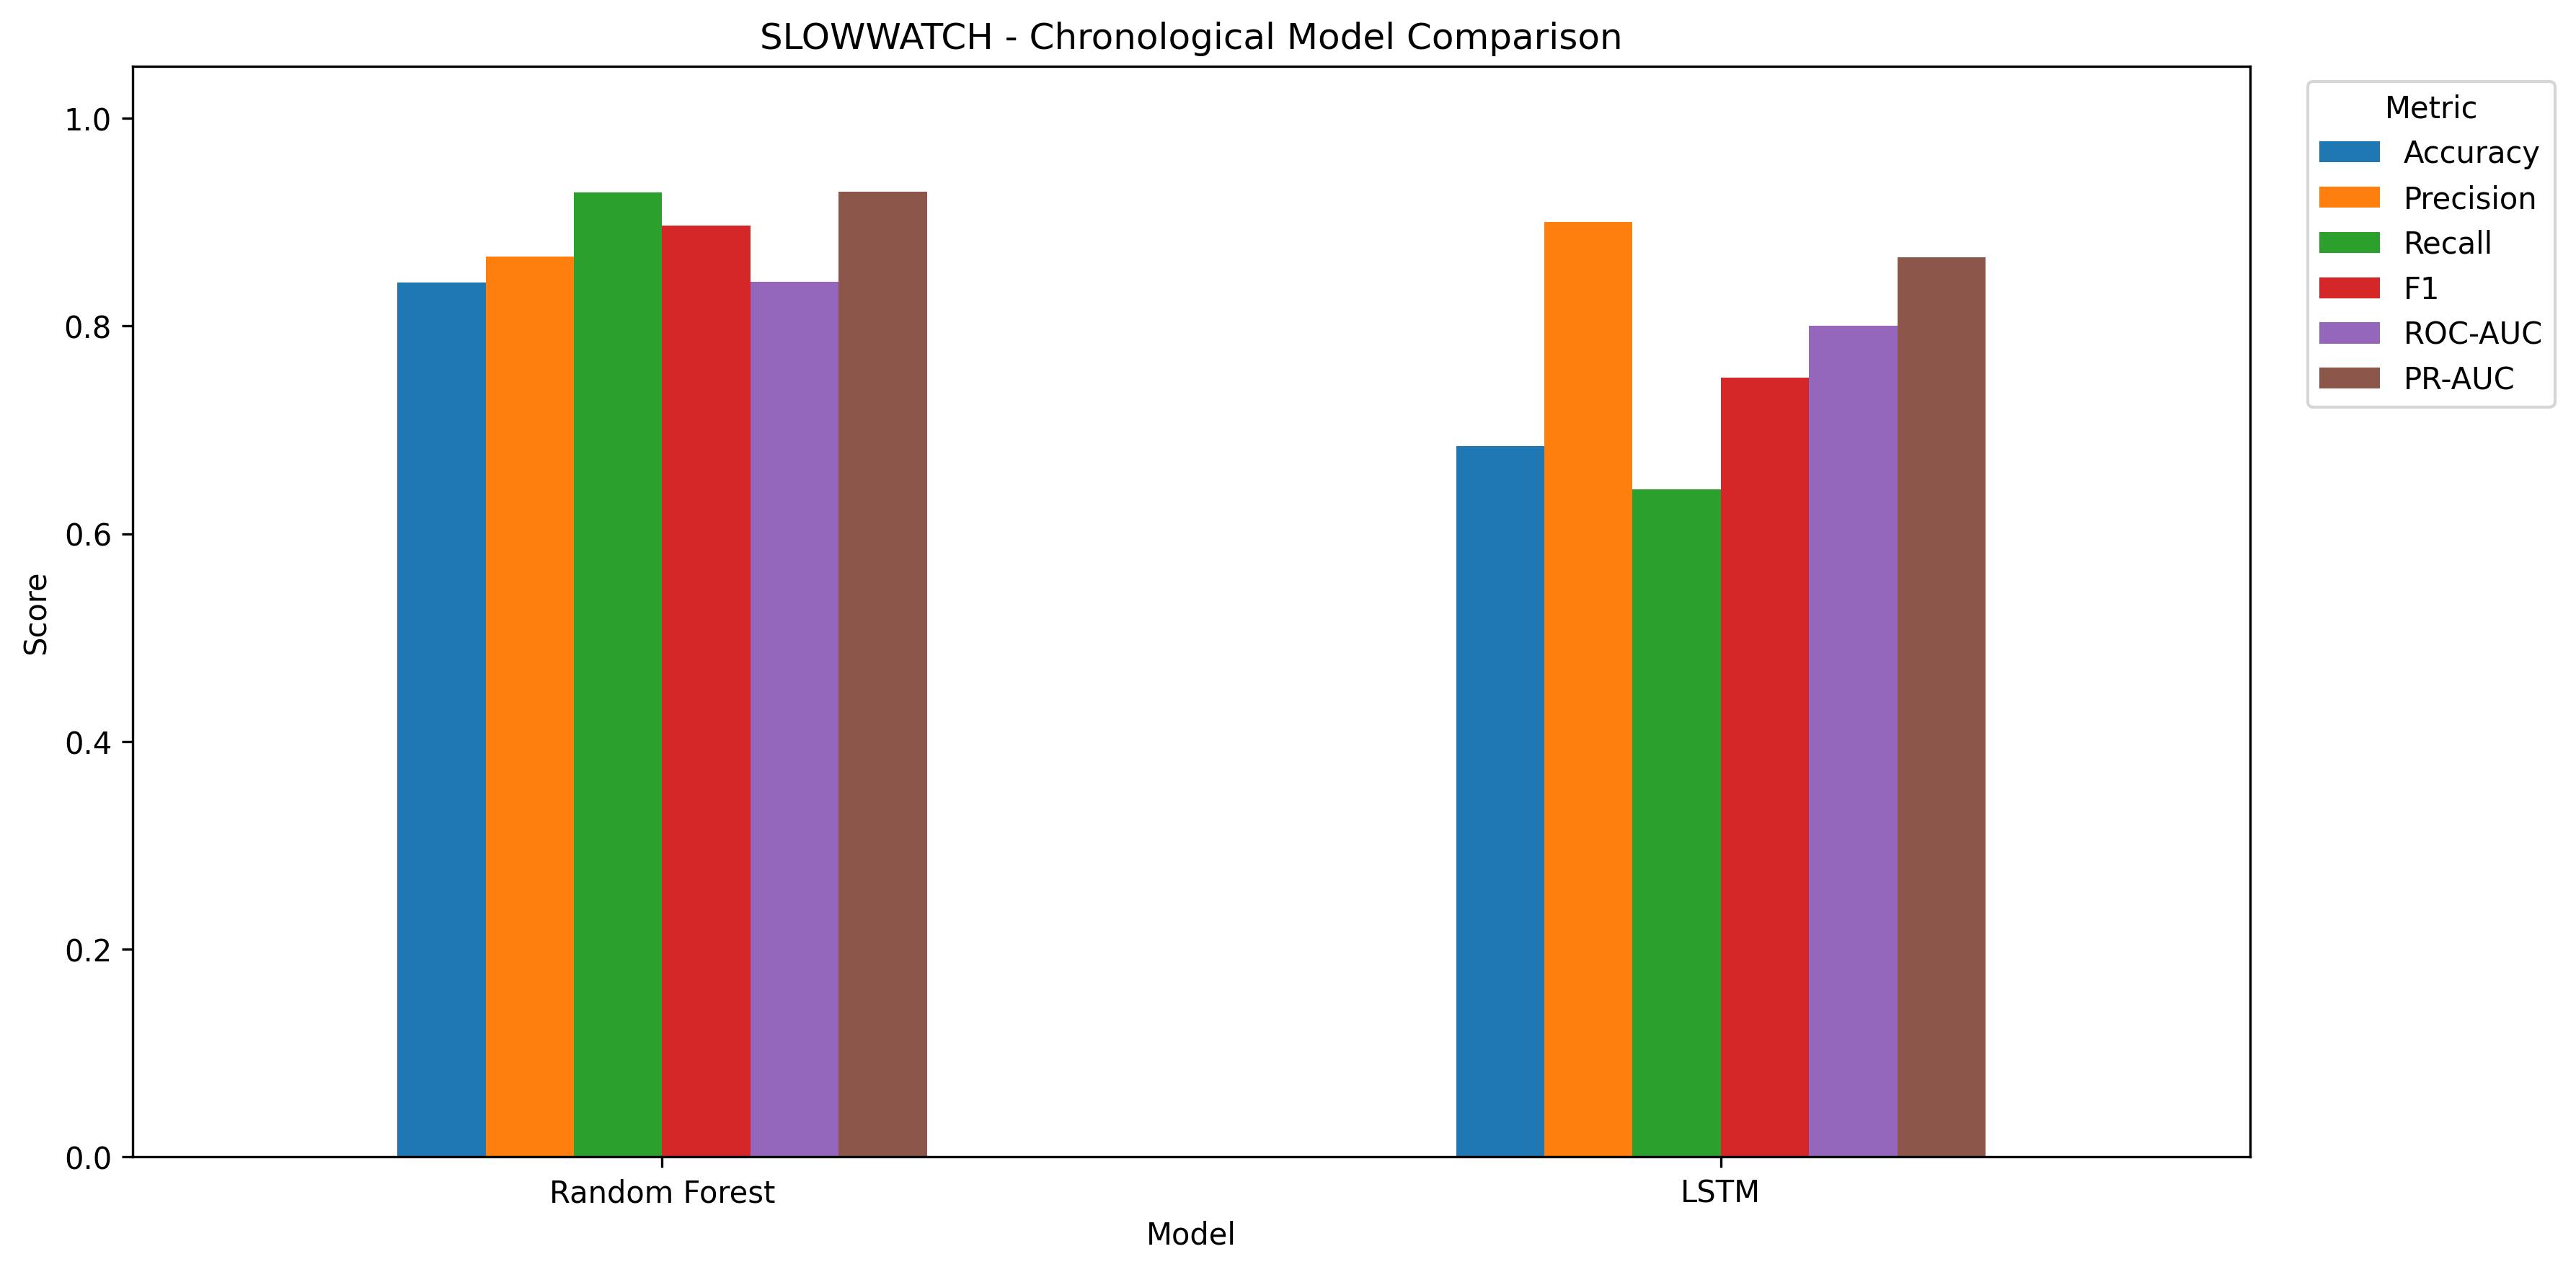 SLOWWATCH - Chronological Model Comparison
1.0
0.8
0.6
0.4
0.2
0.0
Score
Random Forest
LSTM
Model
Metric
Accuracy
Precision
Recall
F1
ROC-AUC
PR-AUC